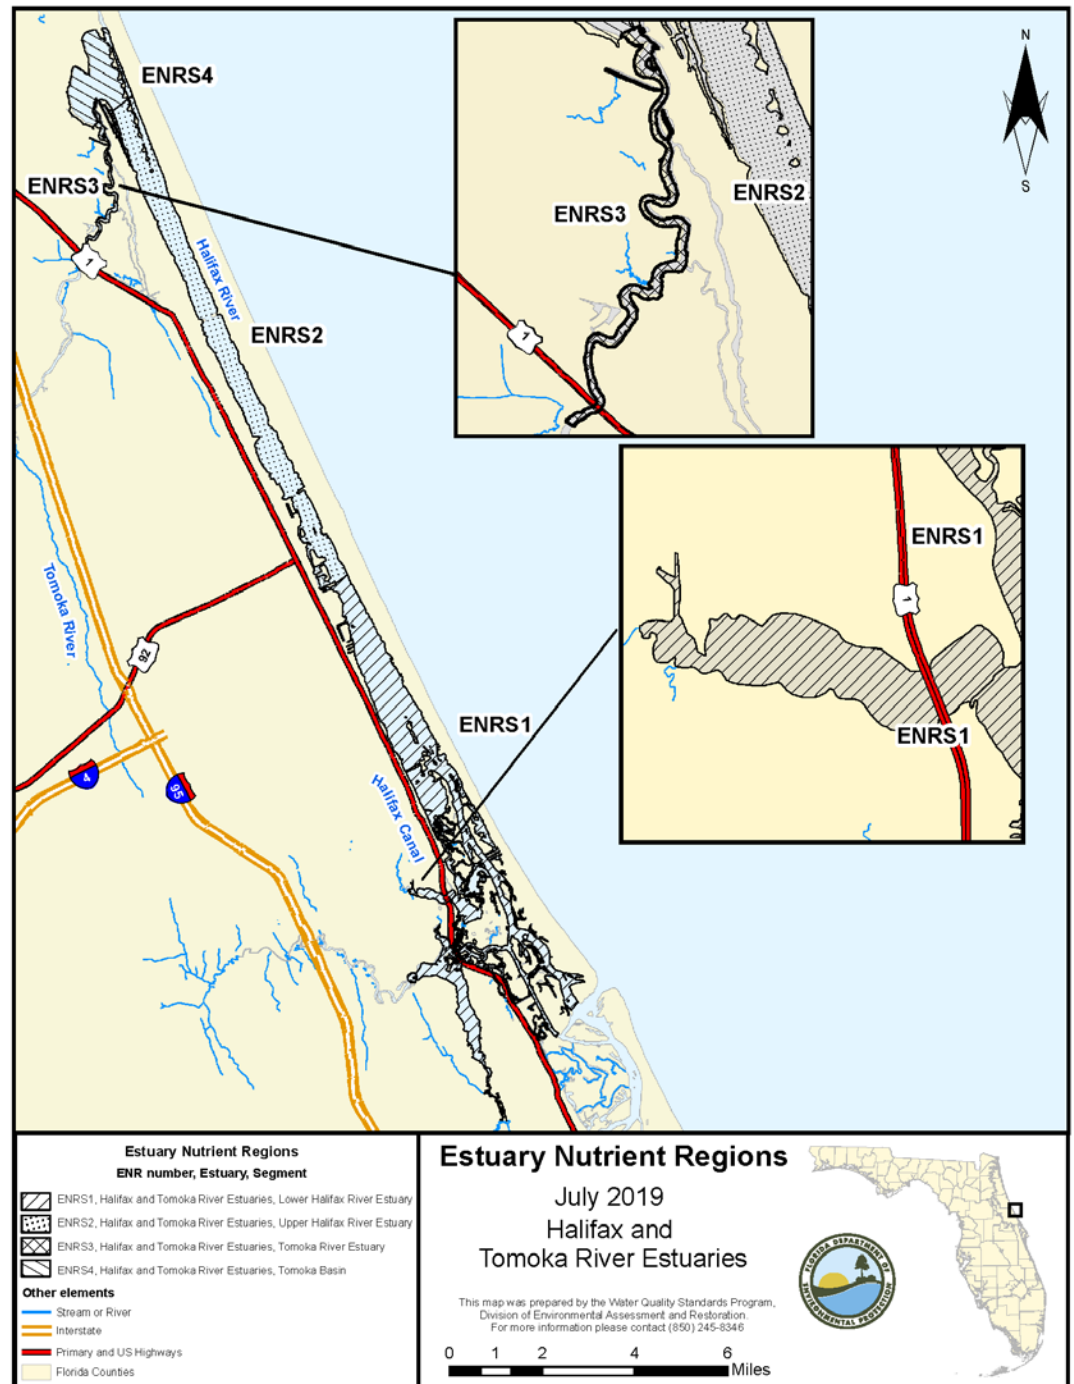 ENRS4
ENRS3
1
Halifax River
ENRS2
Tomoka River
92
4
95
ENRS1
Halifax Canal
ENRS3
ENRS2
1
ENRS1
1
ENRS1
N
S
Estuary Nutrient Regions
ENR number, Estuary, Segment
ENRS1, Halifax and Tomoka River Estuaries, Lower Halifax River Estuary
ENRS2, Halifax and Tomoka River Estuaries, Upper Halifax River Estuary
ENRS3, Halifax and Tomoka River Estuaries, Tomoka River Estuary
ENRS4, Halifax and Tomoka River Estuaries, Tomoka Basin
Other elements
Stream or River
Interstate
Primary and US Highways
Florida Counties
Estuary Nutrient Regions
July 2019
Halifax and
Tomoka River Estuaries
This map was prepared by the Water Quality Standards Program,
Division of Environmental Assessment and Restoration.
For more information please contact (850) 245-8346
0 1 2 4 6
Miles
FLORIDA DEPARTMENT OF
ENVIRONMENTAL PROTECTION